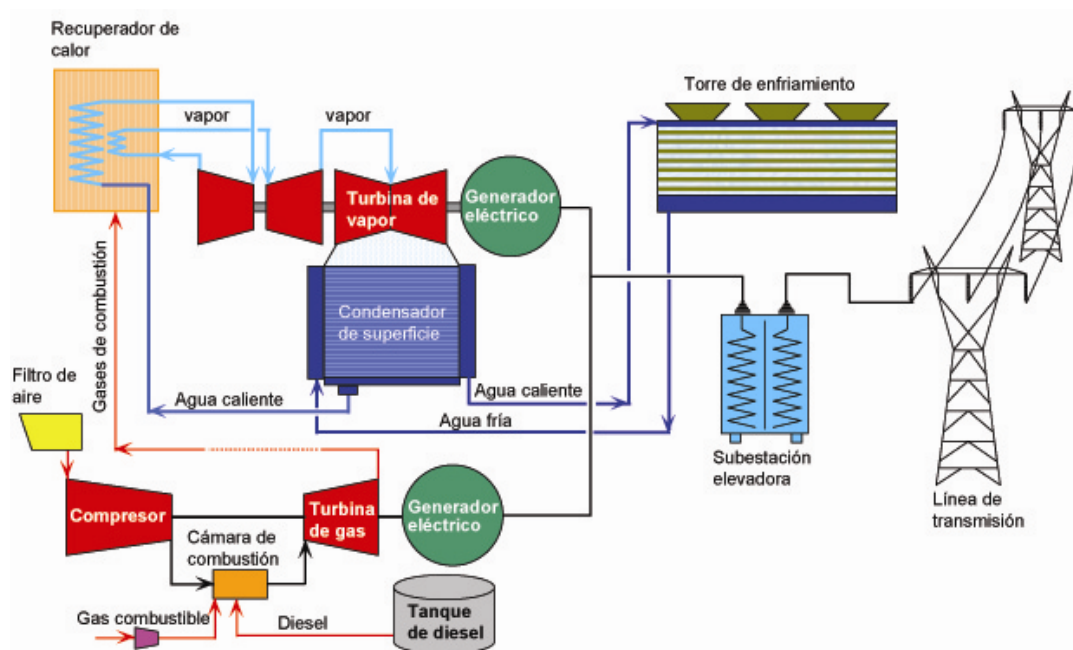 Recuperador de
calor
vapor
vapor
Turbina de
vapor
Generador
eléctrico
Torre de enfriamiento
Condensador
de superficie
Gases de combustión
Filtro de
aire
Agua caliente
Agua caliente
Agua fría
Subestación
elevadora
Línea de
transmisión
Compresor
Turbina
de gas
Generador
eléctrico
Cámara de
combustión
Gas combustible
Diesel
Tanque
de diesel